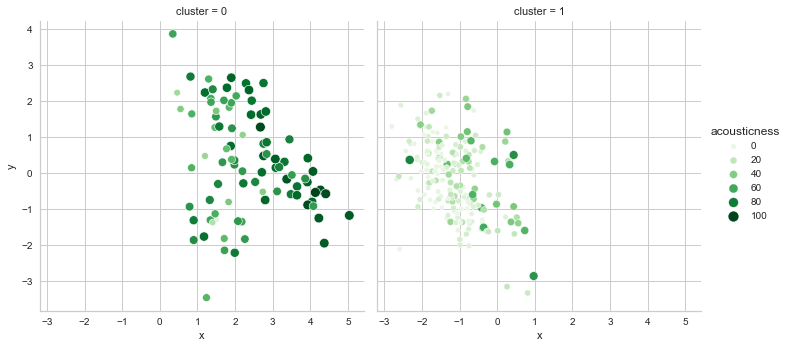 cluster = 0
cluster = 1
4
3
2
1
0
−1
−2
−3
y
−3 −2 −1 0 1 2 3 4 5
x
−3 −2 −1 0 1 2 3 4 5
x
acousticness
0
20
40
60
80
100